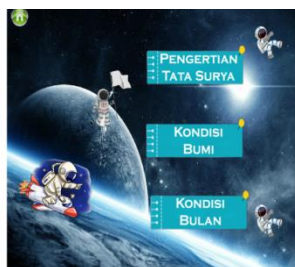 PENGERTIAN
TATA SURYA
KONDISI
BUMI
KONDISI
BULAN